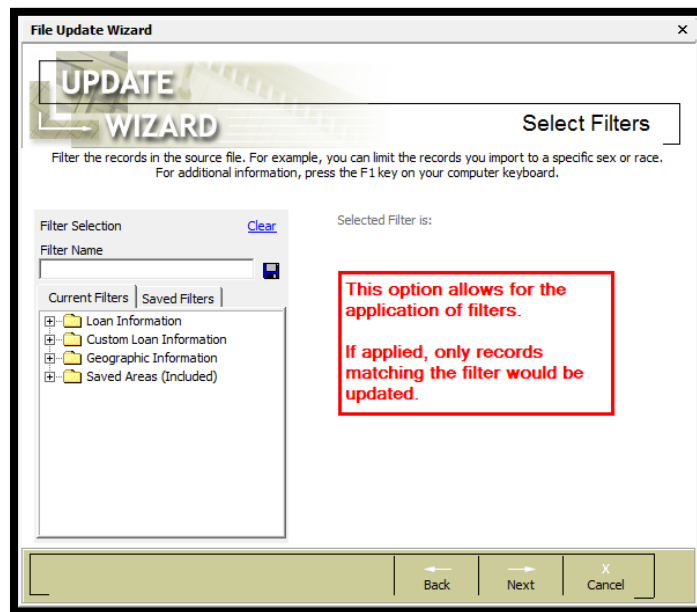 File Update Wizard
UPDATE
WIZARD
Select Filters
Filter the records in the source file. For example, you can limit the records you import to a specific sex or race.
For additional information, press the F1 key on your computer keyboard.
Filter Selection
Clear
Selected Filter is:
Filter Name
Current Filters
Saved Filters
Loan Information
Custom Loan Information
Geographic Information
Saved Areas (Included)
This option allows for the
application of filters.
If applied, only records
matching the filter would be
updated.
Back
Next
X
Cancel